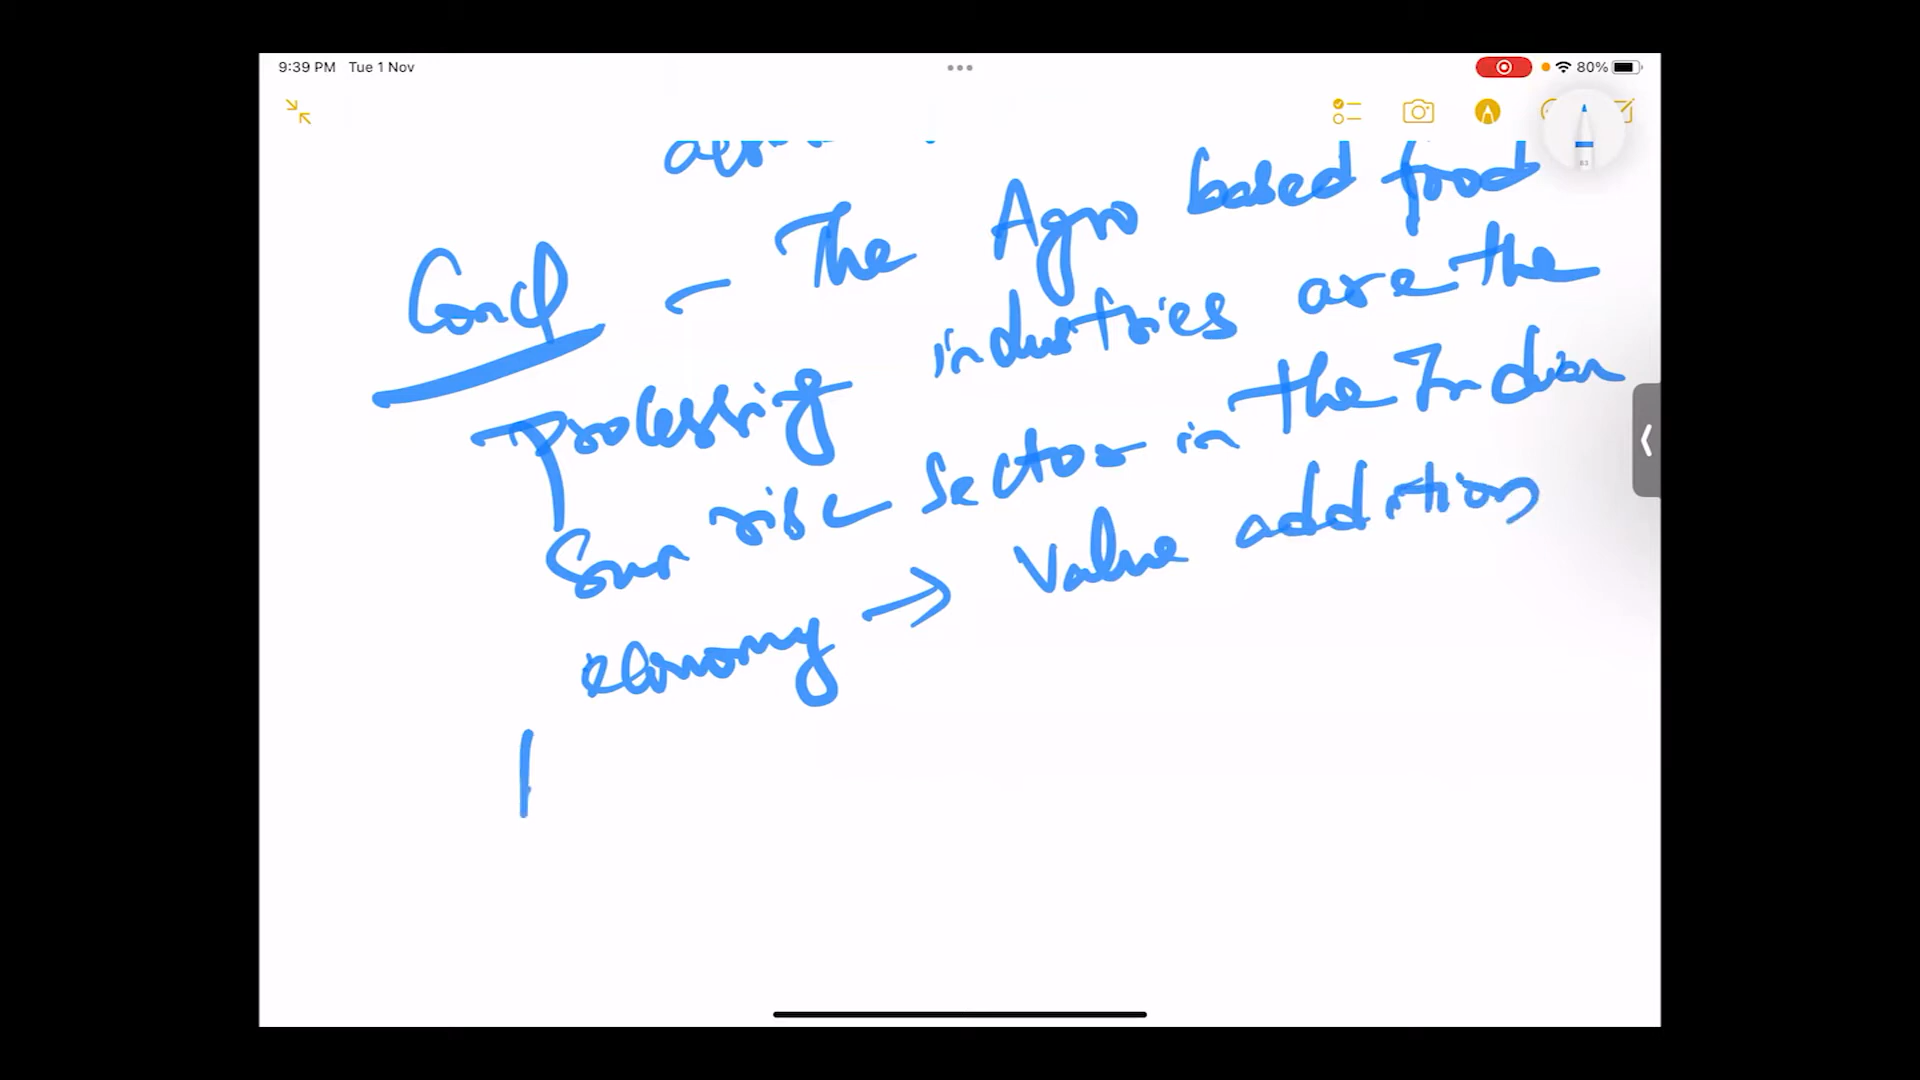 9:39 PM Tue 1 Nov
80%
Concl - The Agro based food
Processing industries are the
Sun rise Sector in the Indian
economy → Value addition